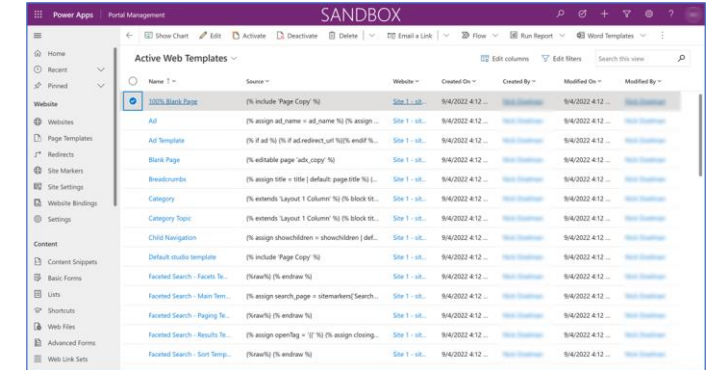 Power Apps | Portal Management SANDBOX
Show Chart Edit Activate Deactivate Delete Email a Link Flow Run Report Word Templates
Home
Recent
Pinned
Website
Websites
Page Templates
Redirects
Site Markers
Site Settings
Website Bindings
Settings
Content
Content Snippets
Basic Forms
Lists
Shortcuts
Web Files
Advanced Forms
Web Link Sets
Active Web Templates Edit columns Edit filters Search this view
Name ↑ Source Website Created On Created By Modified On Modified By
100% Blank Page {% include 'Page Copy' %} Site 1 - sit... 9/4/2022 4:12 ... 9/4/2022 4:12 ...
Ad {% assign ad_name = ad_name %} {% assign ... Site 1 - sit... 9/4/2022 4:12 ... 9/4/2022 4:12 ...
Ad Template {% if ad %} {% if ad.redirect_url %}{% endif %... Site 1 - sit... 9/4/2022 4:12 ... 9/4/2022 4:12 ...
Blank Page {% editable page 'adx_copy' %} Site 1 - sit... 9/4/2022 4:12 ... 9/4/2022 4:12 ...
Breadcrumbs {% assign title = title | default: page.title %} {... Site 1 - sit... 9/4/2022 4:12 ... 9/4/2022 4:12 ...
Category {% extends 'Layout 1 Column' %} {% block tit... Site 1 - sit... 9/4/2022 4:12 ... 9/4/2022 4:12 ...
Category Topic {% extends 'Layout 1 Column' %} {% block tit... Site 1 - sit... 9/4/2022 4:12 ... 9/4/2022 4:12 ...
Child Navigation {% assign showchildren = showchildren | def... Site 1 - sit... 9/4/2022 4:12 ... 9/4/2022 4:12 ...
Default studio template {% include 'Page Copy' %} Site 1 - sit... 9/4/2022 4:12 ... 9/4/2022 4:12 ...
Faceted Search - Facets Te... {%raw%} {% endraw %} Site 1 - sit... 9/4/2022 4:12 ... 9/4/2022 4:12 ...
Faceted Search - Main Tem... {% assign search_page = sitemarkers['Search... Site 1 - sit... 9/4/2022 4:12 ... 9/4/2022 4:12 ...
Faceted Search - Paging Te... {%raw%} {% endraw %} Site 1 - sit... 9/4/2022 4:12 ... 9/4/2022 4:12 ...
Faceted Search - Results Te... {% assign openTag = '{{' %} {% assign closing... Site 1 - sit... 9/4/2022 4:12 ... 9/4/2022 4:12 ...
Faceted Search - Sort Temp... {%raw%} {% endraw %} Site 1 - sit... 9/4/2022 4:12 ... 9/4/2022 4:12 ...